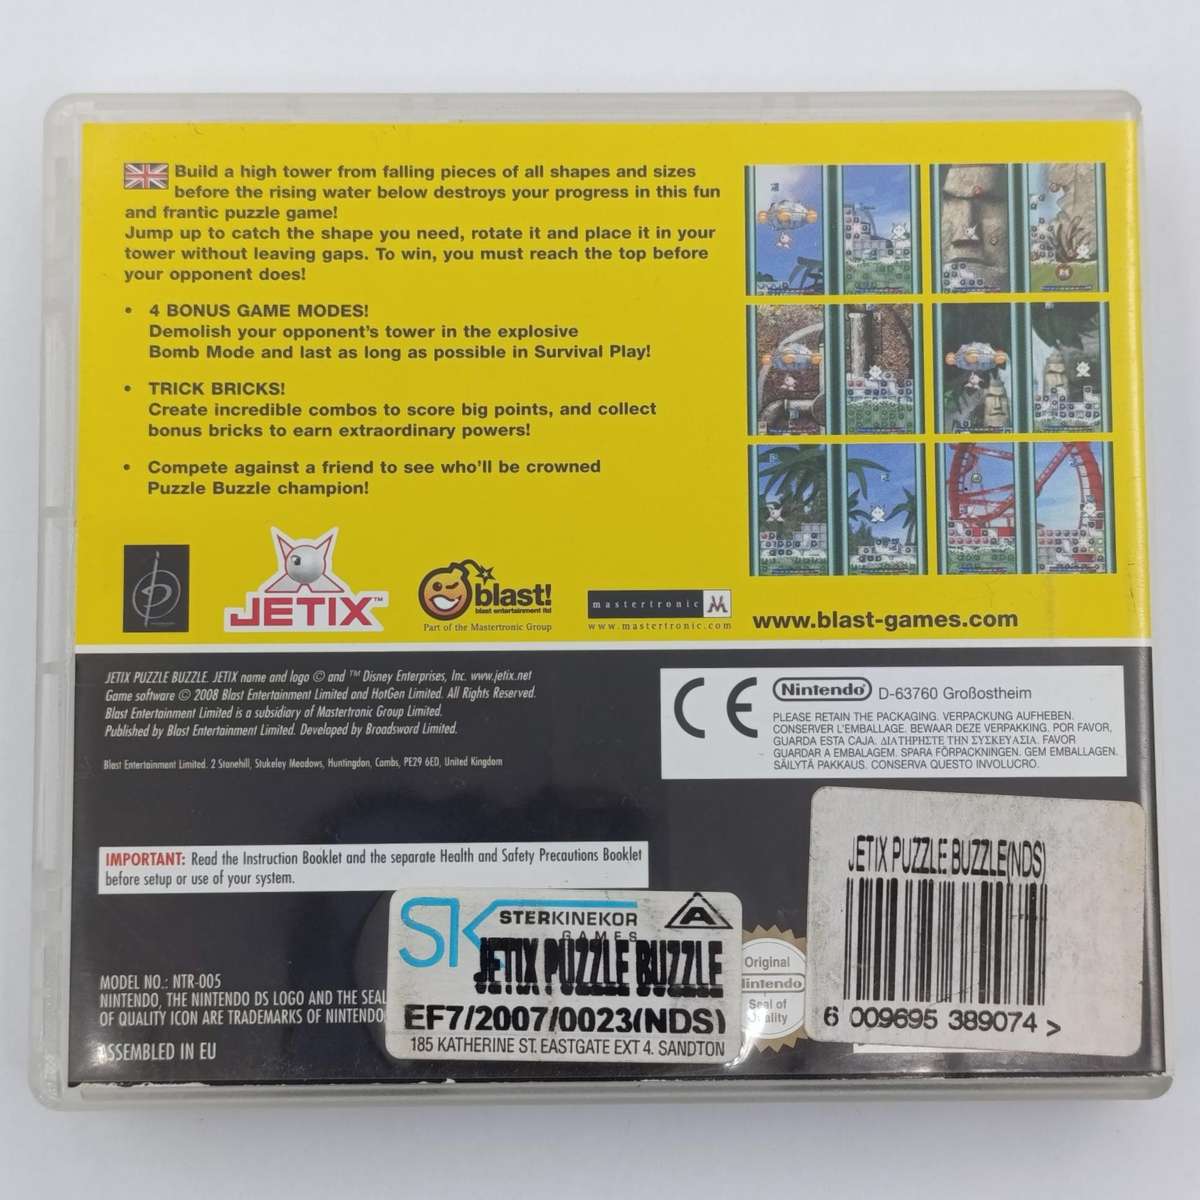 Build a high tower from falling pieces of all shapes and sizes
before the rising water below destroys your progress in this fun
and frantic puzzle game!
Jump up to catch the shape you need, rotate it and place it in your
tower without leaving gaps. To win, you must reach the top before
your opponent does!
• 4 BONUS GAME MODES!
Demolish your opponent's tower in the explosive
Bomb Mode and last as long as possible in Survival Play!
• TRICK BRICKS!
Create incredible combos to score big points, and collect
bonus bricks to earn extraordinary powers!
• Compete against a friend to see who'll be crowned
Puzzle Buzzle champion!
JETIX™
blast!
blast entertainment ltd
Part of the Mastertronic Group
mastertronic M
www.mastertronic.com
www.blast-games.com
JETIX PUZZLE BUZZLE. JETIX name and logo © and ™ Disney Enterprises, Inc. www.jetix.net
Game software © 2008 Blast Entertainment Limited and HotGen Limited. All Rights Reserved.
Blast Entertainment Limited is a subsidiary of Mastertronic Group Limited.
Published by Blast Entertainment Limited. Developed by Broadsword Limited.
Blast Entertainment Limited. 2 Stonehill, Stukeley Meadows, Huntingdon, Cambs, PE29 6ED, United Kingdom
CE
Nintendo® D-63760 Großostheim
PLEASE RETAIN THE PACKAGING. VERPACKUNG AUFHEBEN.
CONSERVER L'EMBALLAGE. BEWAAR DEZE VERPAKKING. POR FAVOR,
GUARDA ESTA CAJA. ΔΙΑΤΗΡΗΣΤΕ ΤΗΝ ΣΥΣΚΕΥΑΣΙΑ. FAVOR
GUARDAR A EMBALAGEM. SPARA FÖRPACKNINGEN. GEM EMBALLAGEN.
SÄILYTÄ PAKKAUS. CONSERVA QUESTO INVOLUCRO.
IMPORTANT: Read the Instruction Booklet and the separate Health and Safety Precautions Booklet
before setup or use of your system.
MODEL NO.: NTR-005
NINTENDO, THE NINTENDO DS LOGO AND THE SEAL
OF QUALITY ICON ARE TRADEMARKS OF NINTENDO
ASSEMBLED IN EU
SK STERKINEKOR
GAMES
A
JETIX PUZZLE BUZZLE
EF7/2007/0023(NDS)
185 KATHERINE ST. EASTGATE EXT 4. SANDTON
Original
Nintendo
Seal of
Quality
JETIX PUZZLE BUZZLE(NDS)
6 009695 389074 >